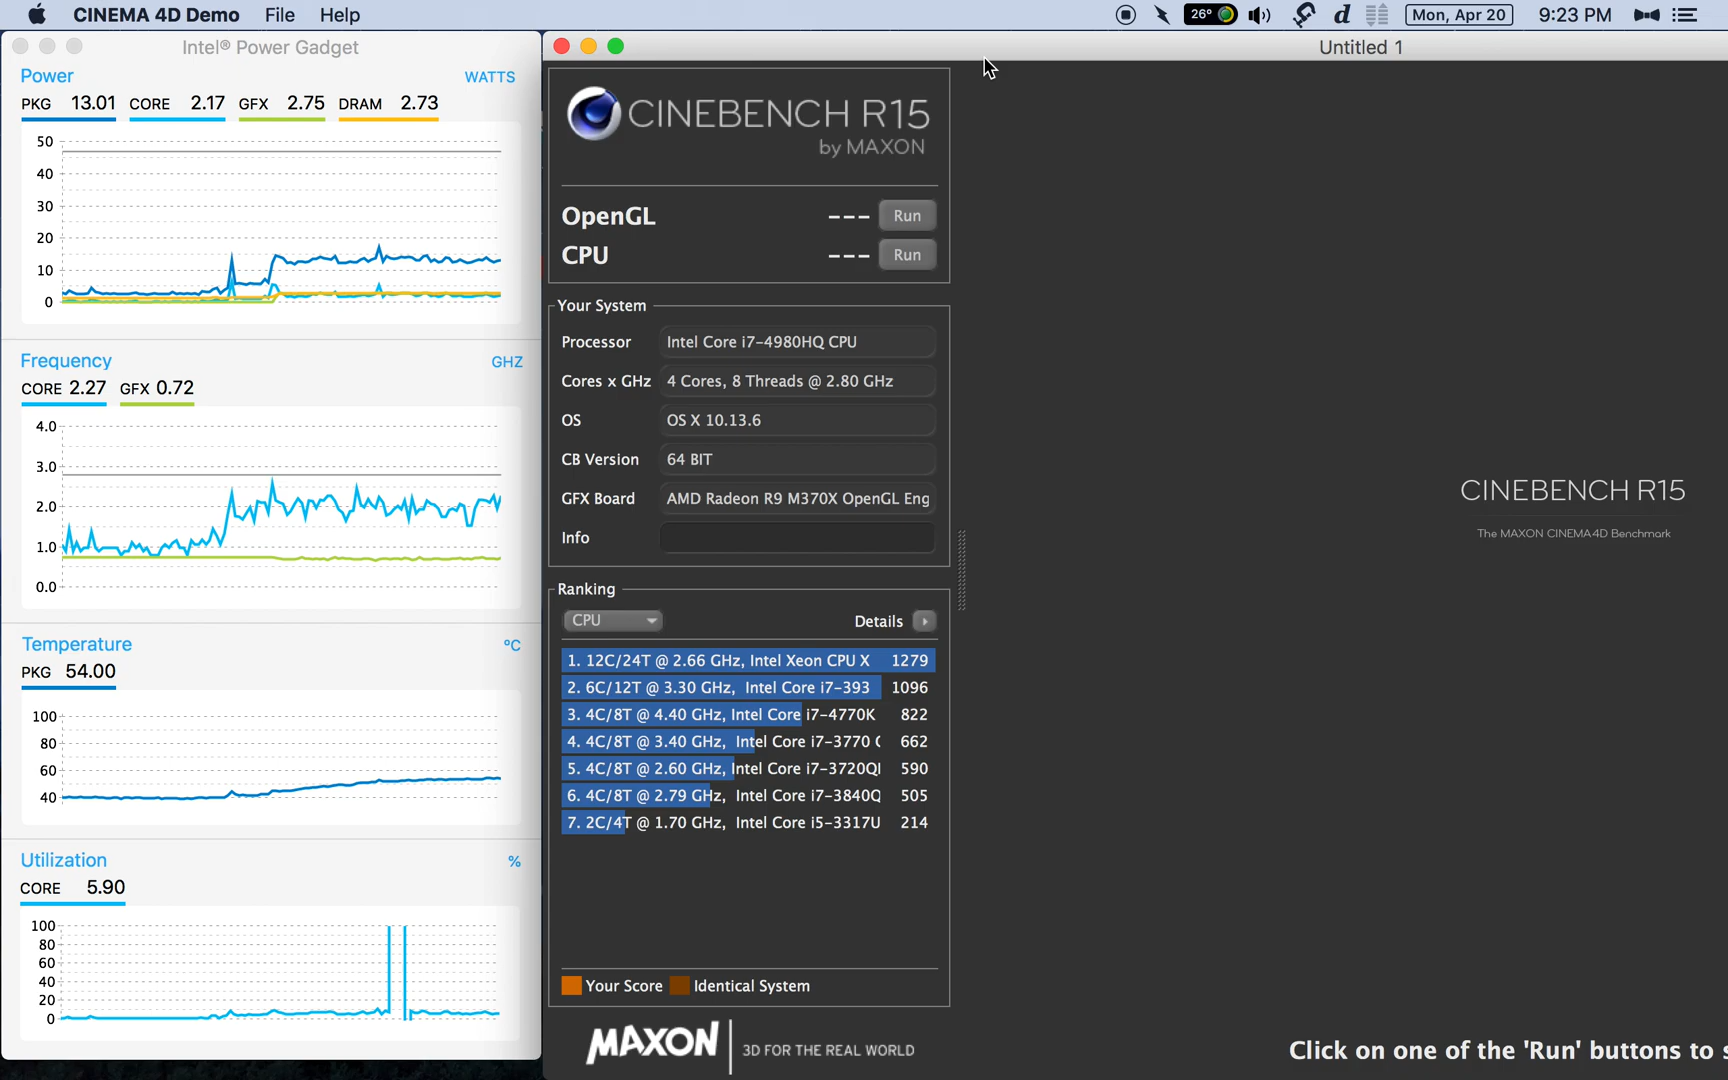 CINEMA 4D Demo File Help
26° d Mon, Apr 20 9:23 PM
Intel® Power Gadget
Power WATTS
PKG 13.01 CORE 2.17 GFX 2.75 DRAM 2.73
50
40
30
20
10
0
Frequency GHZ
CORE 2.27 GFX 0.72
4.0
3.0
2.0
1.0
0.0
Temperature °C
PKG 54.00
100
80
60
40
Utilization %
CORE 5.90
100
80
60
40
20
0
Untitled 1
CINEBENCH R15
by MAXON
OpenGL --- Run
CPU --- Run
Your System
Processor Intel Core i7-4980HQ CPU
Cores x GHz 4 Cores, 8 Threads @ 2.80 GHz
OS OS X 10.13.6
CB Version 64 BIT
GFX Board AMD Radeon R9 M370X OpenGL Eng
Info
Ranking
CPU Details
1. 12C/24T @ 2.66 GHz, Intel Xeon CPU X 1279
2. 6C/12T @ 3.30 GHz, Intel Core i7-393 1096
3. 4C/8T @ 4.40 GHz, Intel Core i7-4770K 822
4. 4C/8T @ 3.40 GHz, Intel Core i7-3770 662
5. 4C/8T @ 2.60 GHz, Intel Core i7-3720Q 590
6. 4C/8T @ 2.79 GHz, Intel Core i7-3840Q 505
7. 2C/4T @ 1.70 GHz, Intel Core i5-3317U 214
Your Score Identical System
MAXON 3D FOR THE REAL WORLD
CINEBENCH R15
The MAXON CINEMA4D Benchmark
Click on one of the 'Run' buttons to